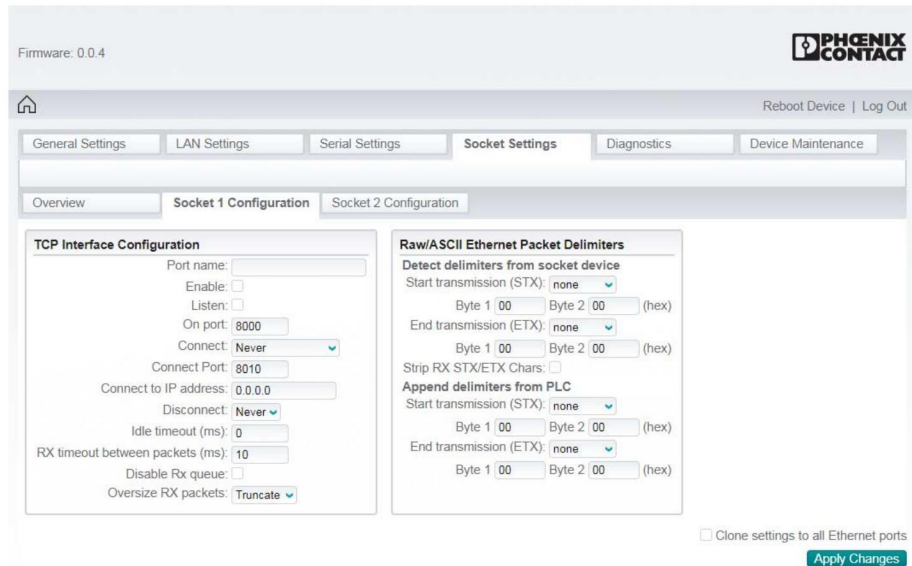 Firmware: 0.0.4
PHŒNIX
CONTACT
Reboot Device | Log Out
General Settings LAN Settings Serial Settings Socket Settings Diagnostics Device Maintenance
Overview Socket 1 Configuration Socket 2 Configuration
TCP Interface Configuration
Port name:
Enable:
Listen:
On port: 8000
Connect: Never
Connect Port: 8010
Connect to IP address: 0.0.0.0
Disconnect: Never
Idle timeout (ms): 0
RX timeout between packets (ms): 10
Disable Rx queue:
Oversize RX packets: Truncate
Raw/ASCII Ethernet Packet Delimiters
Detect delimiters from socket device
Start transmission (STX): none
Byte 1 00 Byte 2 00 (hex)
End transmission (ETX): none
Byte 1 00 Byte 2 00 (hex)
Strip RX STX/ETX Chars:
Append delimiters from PLC
Start transmission (STX): none
Byte 1 00 Byte 2 00 (hex)
End transmission (ETX): none
Byte 1 00 Byte 2 00 (hex)
Clone settings to all Ethernet ports
Apply Changes